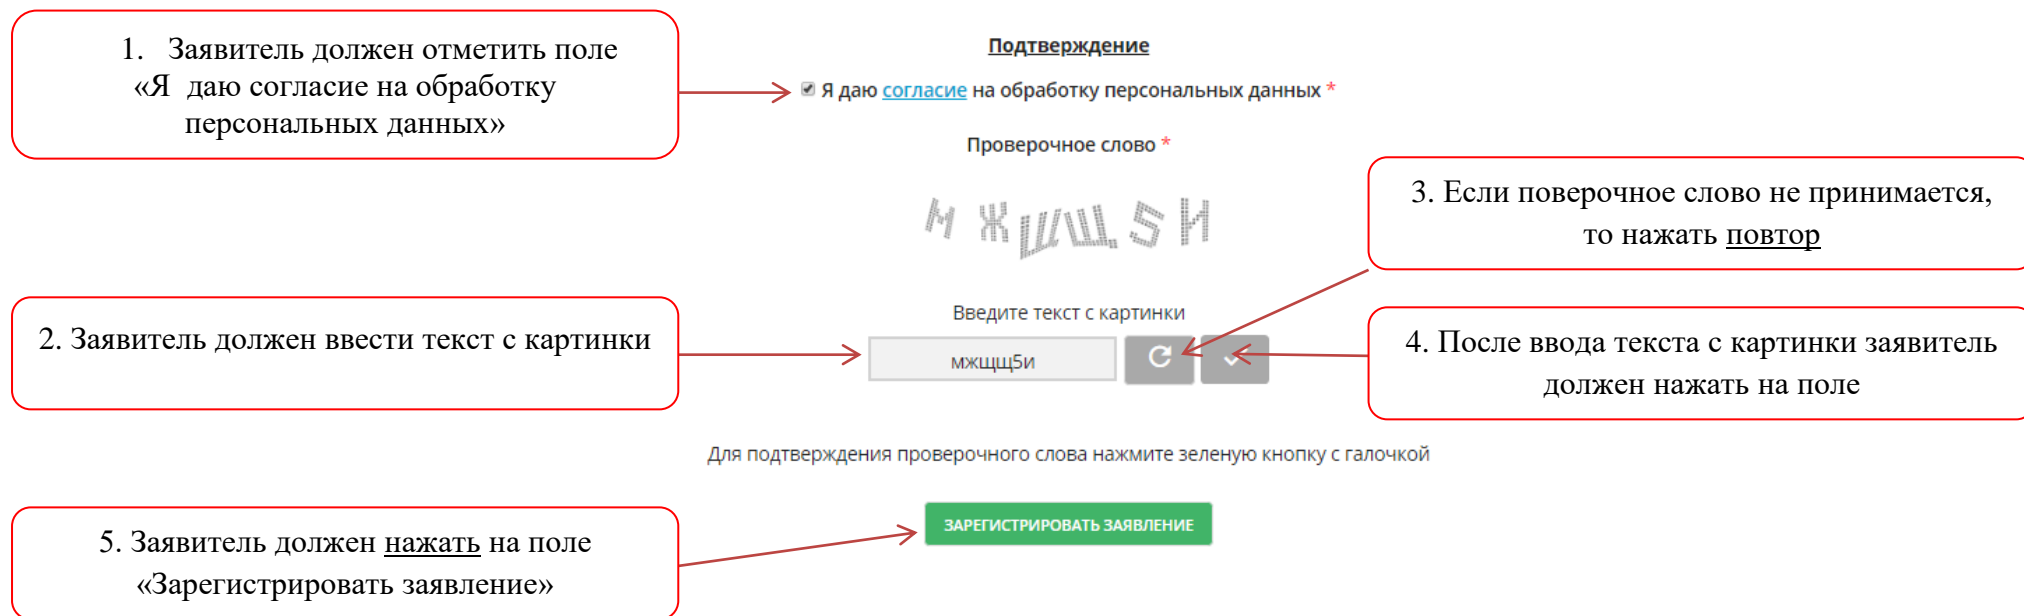 1. Заявитель должен отметить поле
«Я даю согласие на обработку
персональных данных»
Подтверждение
Я даю согласие на обработку персональных данных *
Проверочное слово *
М Ж Щ Щ 5 И
3. Если поверочное слово не принимается,
то нажать повтор
2. Заявитель должен ввести текст с картинки
Введите текст с картинки
мжщщ5и
4. После ввода текста с картинки заявитель
должен нажать на поле
Для подтверждения проверочного слова нажмите зеленую кнопку с галочкой
5. Заявитель должен нажать на поле
«Зарегистрировать заявление»
ЗАРЕГИСТРИРОВАТЬ ЗАЯВЛЕНИЕ